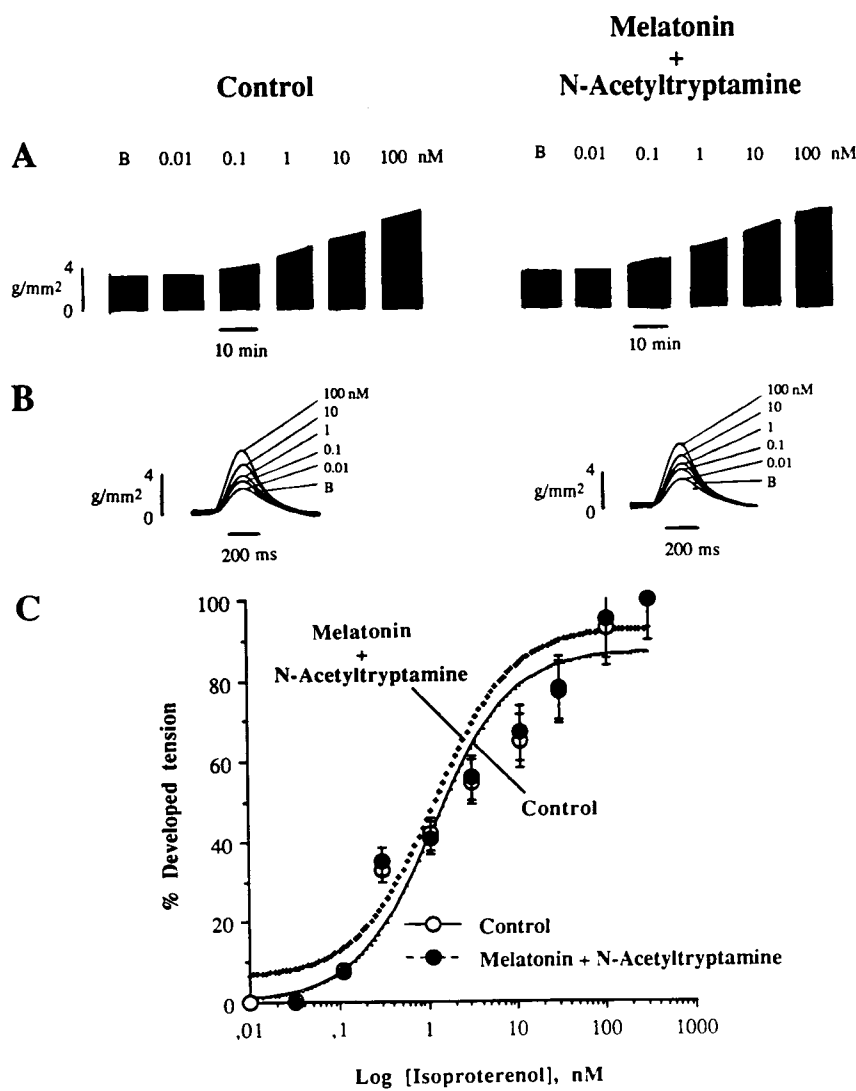 Control
Melatonin
+
N-Acetyltryptamine
A
B 0.01 0.1 1 10 100 nM
B 0.01 0.1 1 10 100 nM
4
g/mm2
0
10 min
10 min
B
100 nM
10
1
0.1
0.01
B
4
g/mm2
0
200 ms
100 nM
10
1
0.1
0.01
B
4
g/mm2
0
200 ms
C
100
80
60
40
20
0
% Developed tension
Melatonin
+
N-Acetyltryptamine
Control
Control
Melatonin + N-Acetyltryptamine
,01 ,1 1 10 100 1000
Log [Isoproterenol], nM